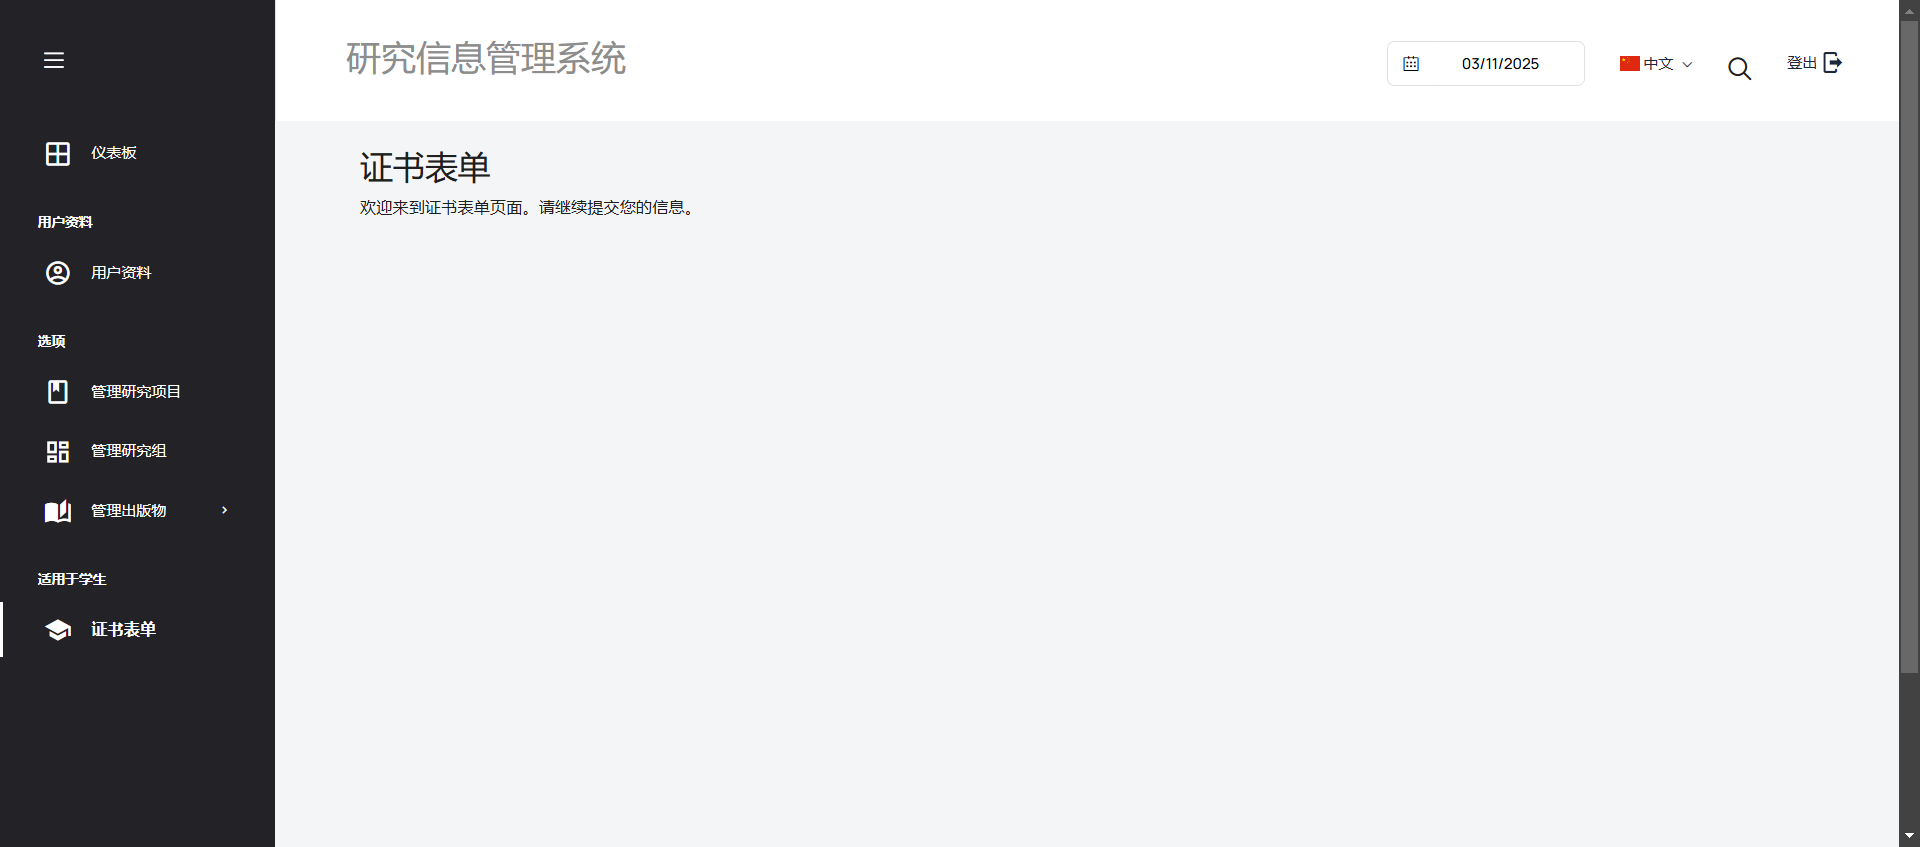 研究信息管理系统
03/11/2025
中文
登出
仪表板
用户资料
用户资料
选项
管理研究项目
管理研究组
管理出版物
适用于学生
证书表单
证书表单
欢迎来到证书表单页面。请继续提交您的信息。